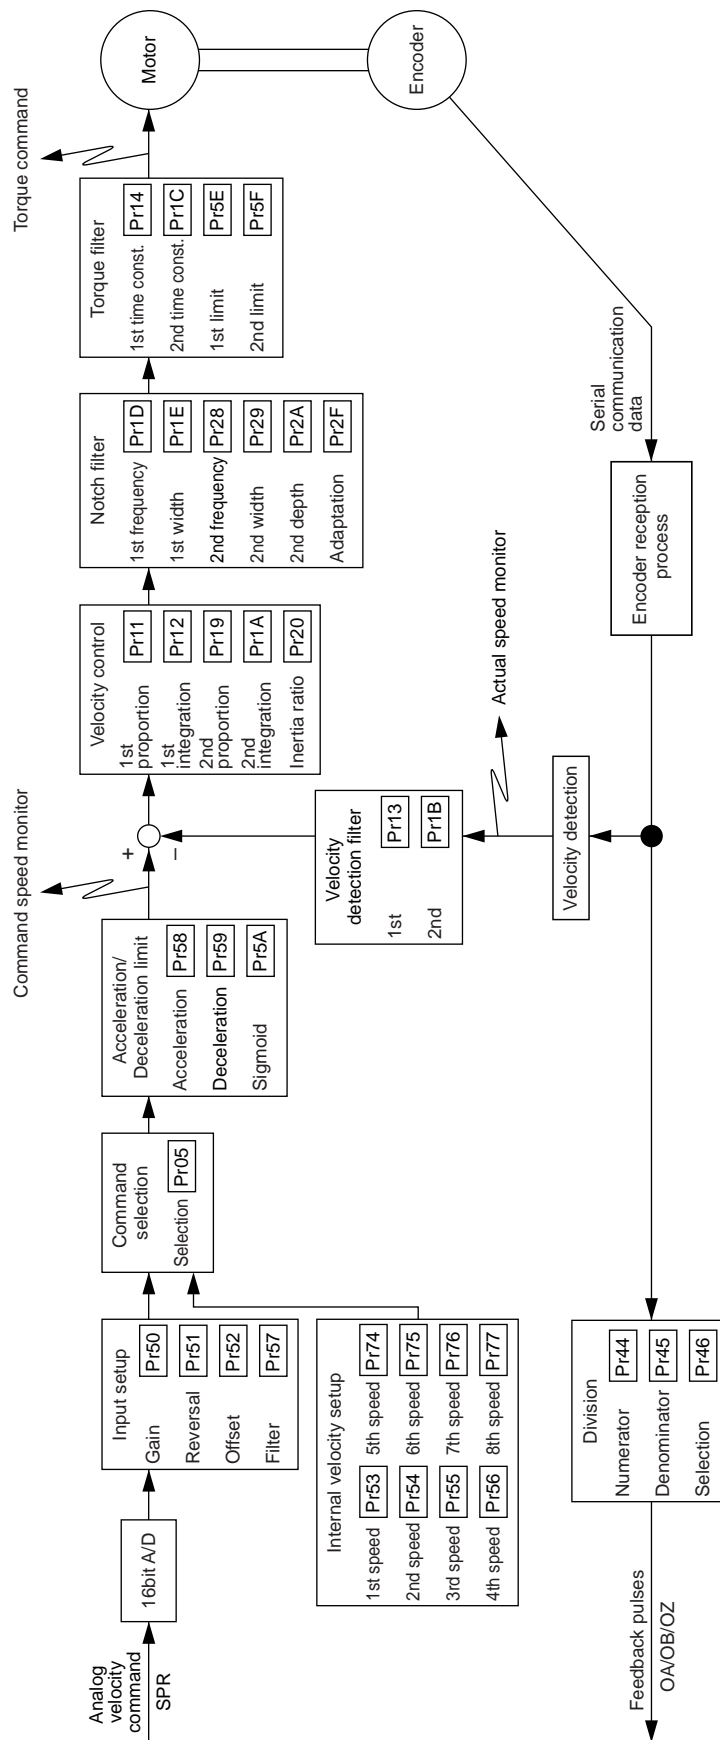 Analog
velocity
command
SPR
16bit A/D
Input setup
Gain Pr50
Reversal Pr51
Offset Pr52
Filter Pr57
Internal velocity setup
1st speed Pr53 5th speed Pr74
2nd speed Pr54 6th speed Pr75
3rd speed Pr55 7th speed Pr76
4th speed Pr56 8th speed Pr77
Command
selection
Selection Pr05
Acceleration/
Deceleration limit
Acceleration Pr58
Deceleration Pr59
Sigmoid Pr5A
Command speed monitor
+
−
Velocity control
1st
proportion Pr11
1st
integration Pr12
2nd
proportion Pr19
2nd
integration Pr1A
Inertia ratio Pr20
Notch filter
1st frequency Pr1D
1st width Pr1E
2nd frequency Pr28
2nd width Pr29
2nd depth Pr2A
Adaptation Pr2F
Torque filter
1st time const. Pr14
2nd time const. Pr1C
1st limit Pr5E
2nd limit Pr5F
Torque command
Motor
Encoder
Velocity
detection filter
1st Pr13
2nd Pr1B
Actual speed monitor
Velocity detection
Serial
communication
data
Encoder reception
process
Division
Numerator Pr44
Denominator Pr45
Selection Pr46
Feedback pulses
OA/OB/OZ